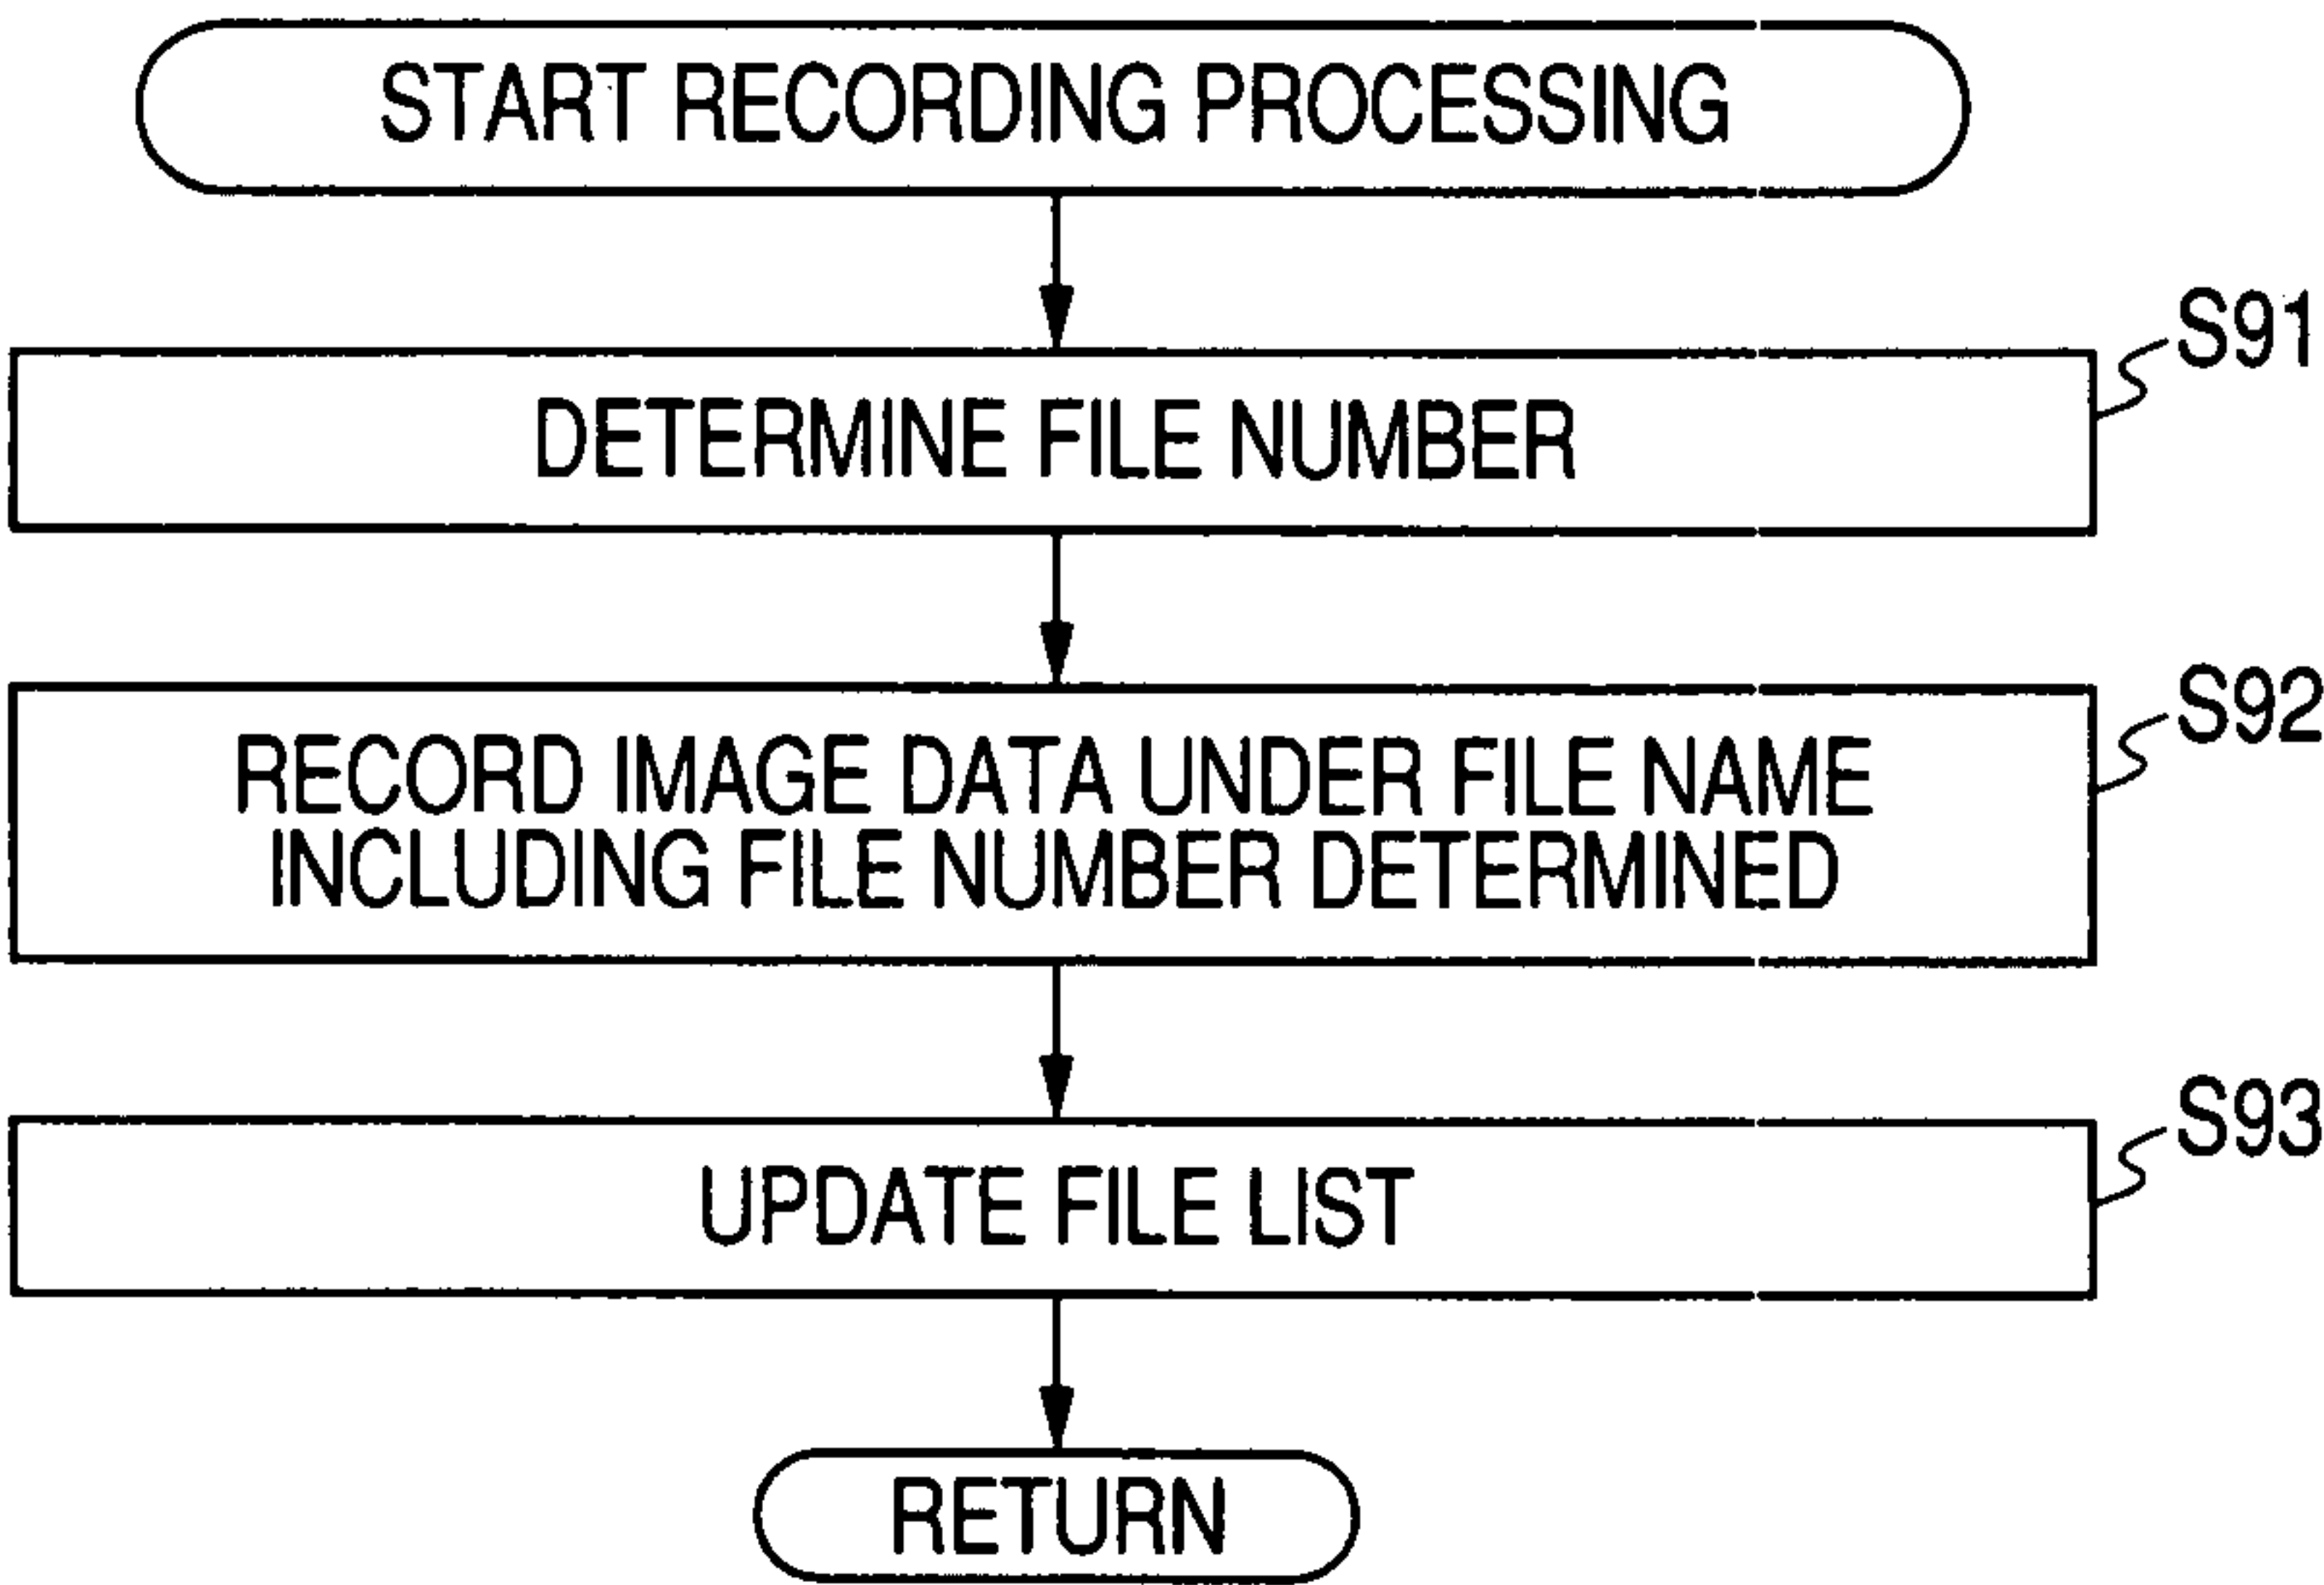 START RECORDING PROCESSING
S91
DETERMINE FILE NUMBER
S92
RECORD IMAGE DATA UNDER FILE NAME
INCLUDING FILE NUMBER DETERMINED
S93
UPDATE FILE LIST
RETURN